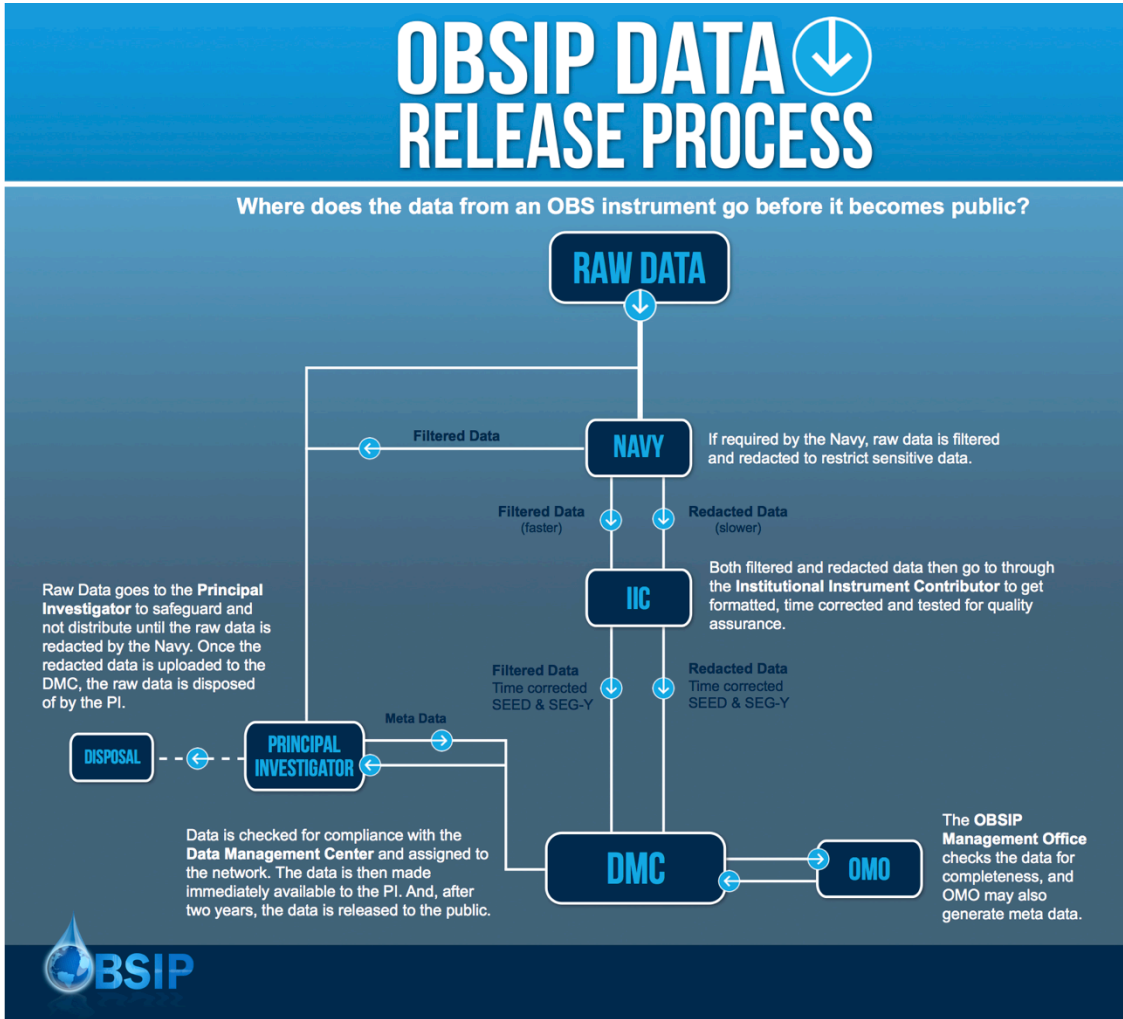 OBSIP DATA
RELEASE PROCESS
Where does the data from an OBS instrument go before it becomes public?
RAW DATA
Filtered Data
NAVY
If required by the Navy, raw data is filtered
and redacted to restrict sensitive data.
Filtered Data
(faster)
Redacted Data
(slower)
IIC
Both filtered and redacted data then go to through
the Institutional Instrument Contributor to get
formatted, time corrected and tested for quality
assurance.
Raw Data goes to the Principal
Investigator to safeguard and
not distribute until the raw data is
redacted by the Navy. Once the
redacted data is uploaded to the
DMC, the raw data is disposed
of by the PI.
Filtered Data
Time corrected
SEED & SEG-Y
Redacted Data
Time corrected
SEED & SEG-Y
Meta Data
DISPOSAL
PRINCIPAL
INVESTIGATOR
Data is checked for compliance with the
Data Management Center and assigned to
the network. The data is then made
immediately available to the PI. And, after
two years, the data is released to the public.
DMC
OMO
The OBSIP
Management Office
checks the data for
completeness, and
OMO may also
generate meta data.
OBSIP